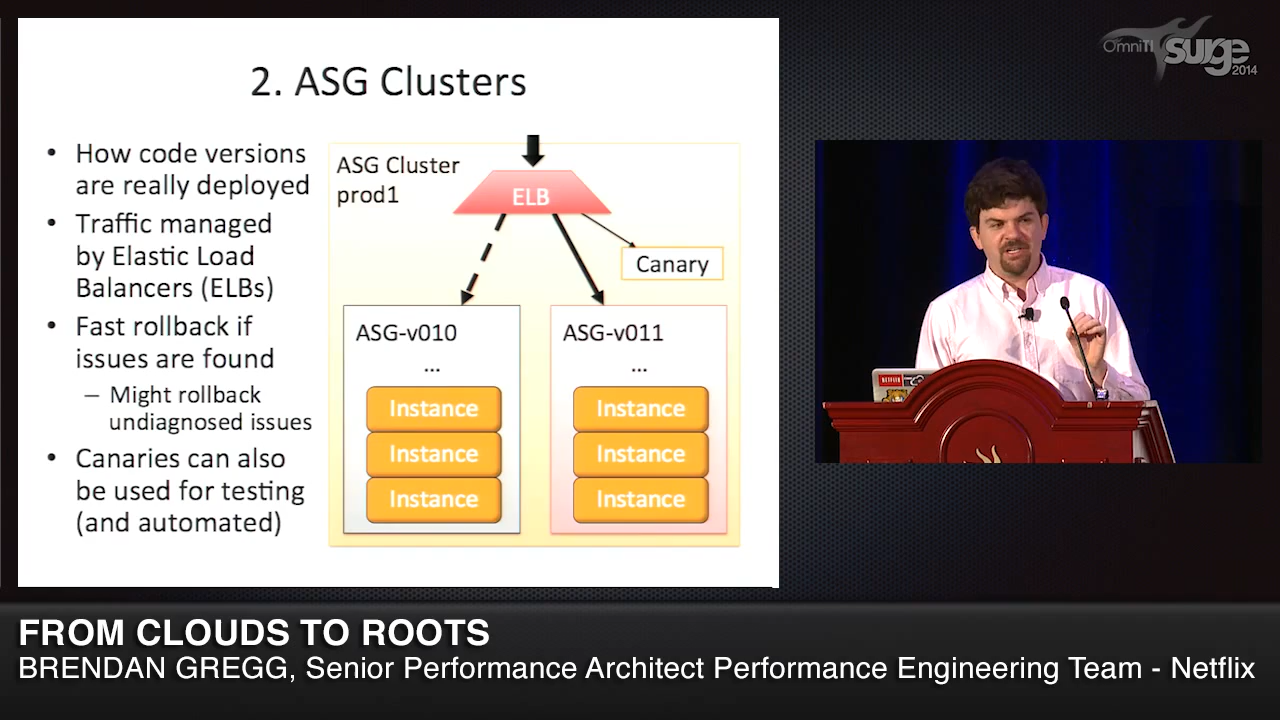 OmniTI
surge
2014
2. ASG Clusters
• How code versions
are really deployed
• Traffic managed
by Elastic Load
Balancers (ELBs)
• Fast rollback if
issues are found
– Might rollback
undiagnosed issues
• Canaries can also
be used for testing
(and automated)
ASG Cluster
prod1
ELB
Canary
ASG-v010
...
Instance
Instance
Instance
ASG-v011
...
Instance
Instance
Instance
NETFLIX
FROM CLOUDS TO ROOTS
BRENDAN GREGG, Senior Performance Architect Performance Engineering Team - Netflix